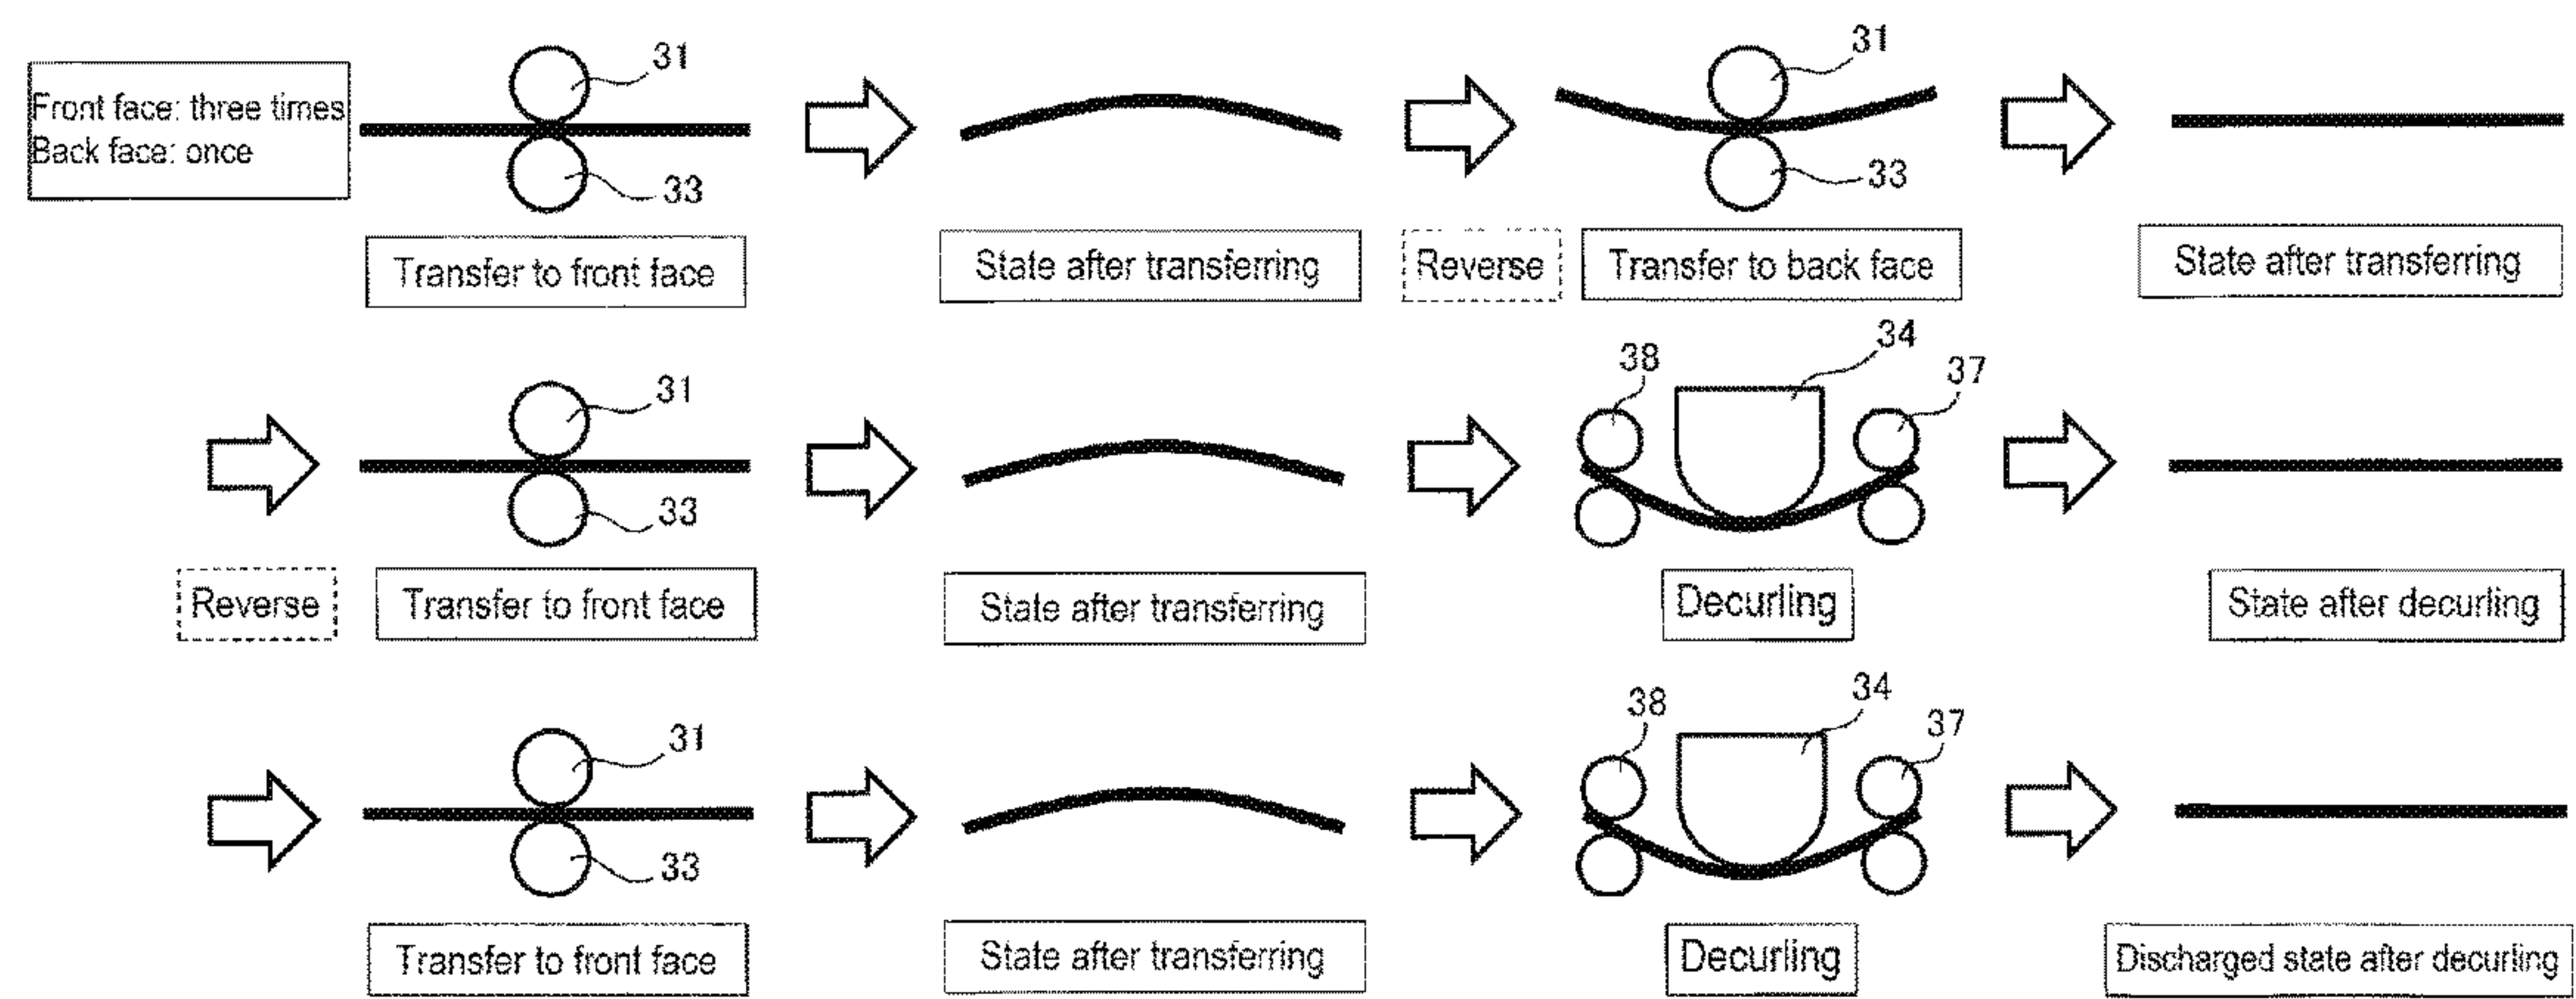 31
31
Front face: three times
Back face: once
33
33
Transfer to front face
State after transferring
Reverse
Transfer to back face
State after transferring
34
38
37
31
33
Reverse
Transfer to front face
State after transferring
Decurling
State after decurling
34
38
37
31
33
Transfer to front face
State after transferring
Decurling
Discharged state after decurling